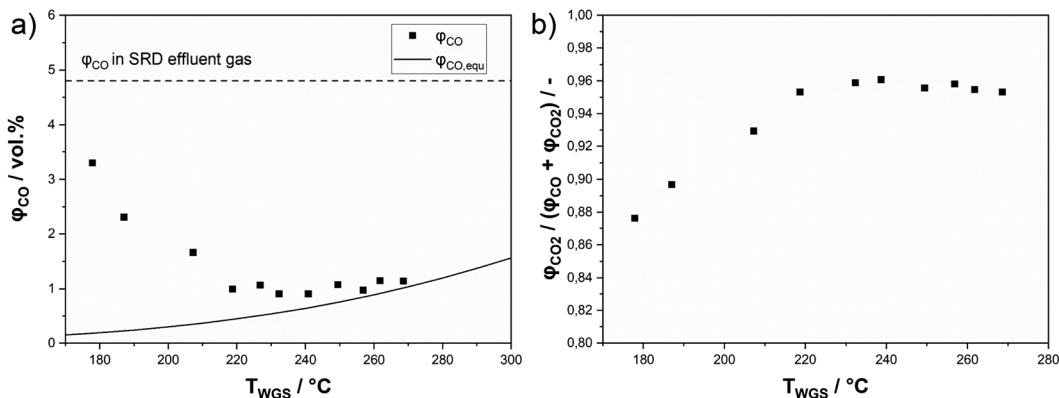 a)
φCO / vol.%
6
5
4
3
2
1
0
φCO in SRD effluent gas
φCO
φCO,equ
180 200 220 240 260 280 300
TWGS / °C
b)
φCO2 / (φCO + φCO2) / -
1,00
0,98
0,96
0,94
0,92
0,90
0,88
0,86
0,84
0,82
0,80
180 200 220 240 260 280
TWGS / °C